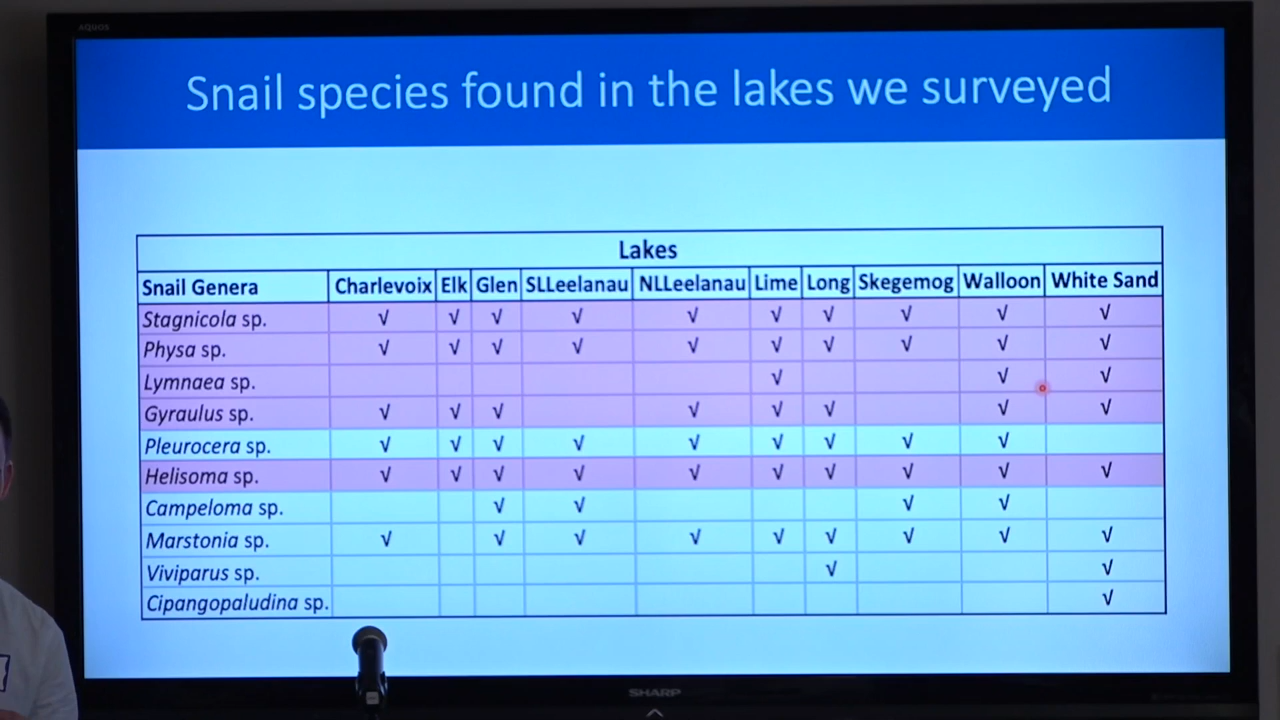 AQUOS
Snail species found in the lakes we surveyed
Lakes
Snail Genera Charlevoix Elk Glen SLLeelanau NLLeelanau Lime Long Skegemog Walloon White Sand
Stagnicola sp. √ √ √ √ √ √ √ √ √ √
Physa sp. √ √ √ √ √ √ √ √ √ √
Lymnaea sp. √ √ √
Gyraulus sp. √ √ √ √ √ √ √ √
Pleurocera sp. √ √ √ √ √ √ √ √ √
Helisoma sp. √ √ √ √ √ √ √ √ √ √
Campeloma sp. √ √ √ √
Marstonia sp. √ √ √ √ √ √ √ √ √
Viviparus sp. √ √
Cipangopaludina sp. √
SHARP